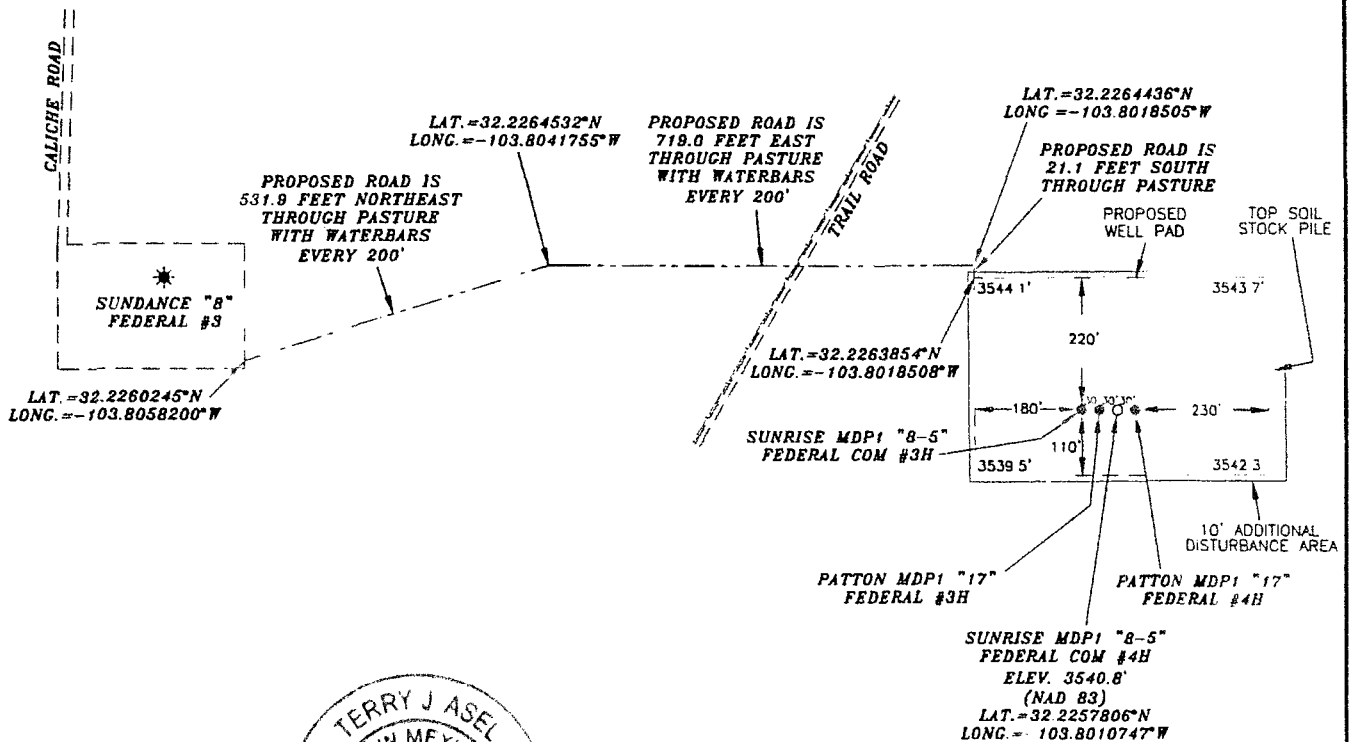 CALICHE ROAD
SUNDANCE "8"
FEDERAL #3
LAT.=32.2260245°N
LONG.=-103.8058200°W
PROPOSED ROAD IS
531.9 FEET NORTHEAST
THROUGH PASTURE
WITH WATERBARS
EVERY 200'
LAT.=32.2264532°N
LONG.=-103.8041755°W
PROPOSED ROAD IS
719.0 FEET EAST
THROUGH PASTURE
WITH WATERBARS
EVERY 200'
TRAIL ROAD
LAT.=32.2264436°N
LONG =-103.8018505°W
PROPOSED ROAD IS
21.1 FEET SOUTH
THROUGH PASTURE
PROPOSED
WELL PAD
TOP SOIL
STOCK PILE
3544 1'
3543 7'
220'
LAT.=32.2263854°N
LONG.=-103.8018508°W
180'
30' 30' 30'
230'
110'
SUNRISE MDP1 "8-5"
FEDERAL COM #3H
3539 5'
3542 3
10' ADDITIONAL
DISTURBANCE AREA
PATTON MDP1 "17"
FEDERAL #3H
PATTON MDP1 "17"
FEDERAL #4H
SUNRISE MDP1 "8-5"
FEDERAL COM #4H
ELEV. 3540.8'
(NAD 83)
LAT.=32.2257806°N
LONG.=- 103.8010747°W
TERRY J ASEL